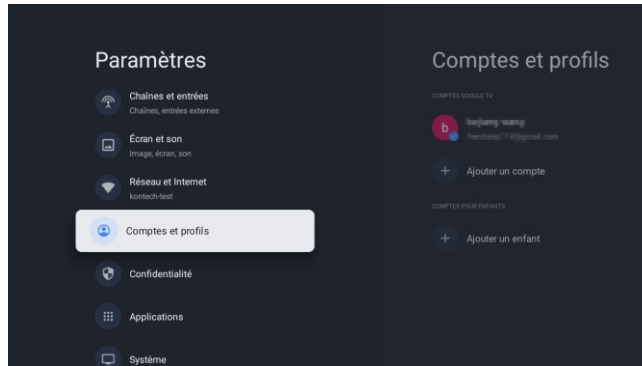 Paramètres
Chaînes et entrées
Chaînes, entrées externes
Écran et son
Image, écran, son
Réseau et Internet
kontech-test
Comptes et profils
Confidentialité
Applications
Système
Comptes et profils
COMPTES GOOGLE TV
b
Ajouter un compte
COMPTES POUR ENFANTS
Ajouter un enfant